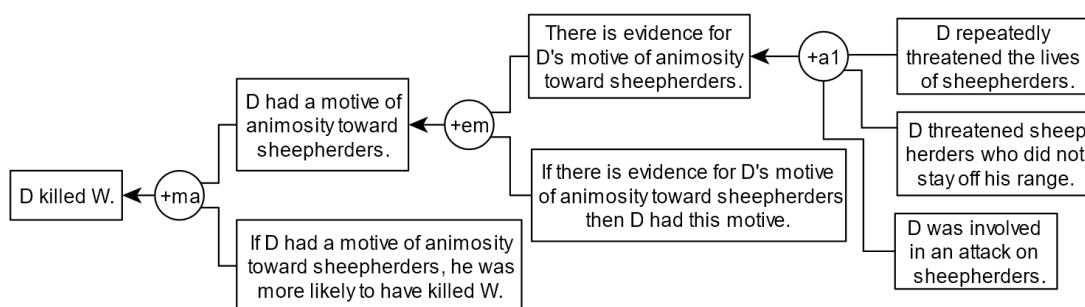 D killed W.
+ma
D had a motive of
animosity toward
sheepherders.
If D had a motive of animosity
toward sheepherders, he was
more likely to have killed W.
+em
There is evidence for
D's motive of animosity
toward sheepherders.
If there is evidence for D's motive
of animosity toward sheepherders
then D had this motive.
+a1
D repeatedly
threatened the lives
of sheepherders.
D threatened sheep
herders who did not
stay off his range.
D was involved
in an attack on
sheepherders.